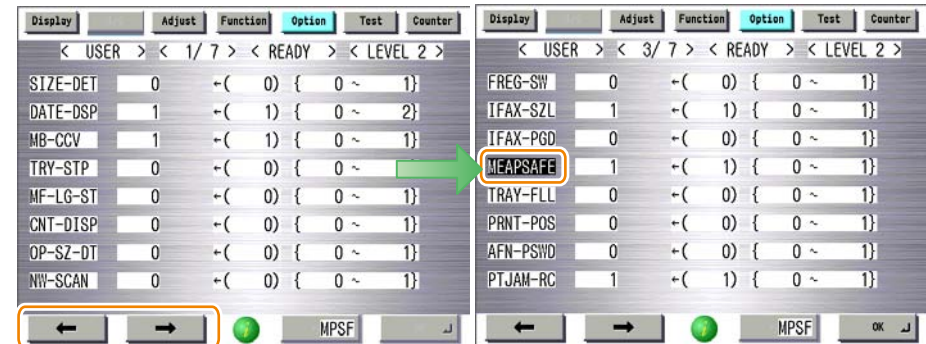 Display Adjust Function Option Test Counter
< USER > < 1/ 7 > < READY > < LEVEL 2 >
SIZE-DET 0 ←( 0) { 0 ~ 1}
DATE-DSP 1 ←( 1) { 0 ~ 2}
MB-CCV 1 ←( 1) { 0 ~ 1}
TRY-STP 0 ←( 0) { 0 ~
MF-LG-ST 0 ←( 0) { 0 ~ 1}
CNT-DISP 0 ←( 0) { 0 ~ 1}
OP-SZ-DT 0 ←( 0) { 0 ~ 1}
NW-SCAN 0 ←( 0) { 0 ~ 1}
← → i MPSF
Display Adjust Function Option Test Counter
< USER > < 3/ 7 > < READY > < LEVEL 2 >
FREG-SW 0 ←( 0) { 0 ~ 1}
IFAX-SZL 1 ←( 1) { 0 ~ 1}
IFAX-PGD 0 ←( 0) { 0 ~ 1}
MEAPSAFE 1 ←( 1) { 0 ~ 1}
TRAY-FLL 0 ←( 0) { 0 ~ 1}
PRNT-POS 0 ←( 0) { 0 ~ 1}
AFN-PSWD 0 ←( 0) { 0 ~ 1}
PTJAM-RC 1 ←( 1) { 0 ~ 1}
← → i MPSF OK